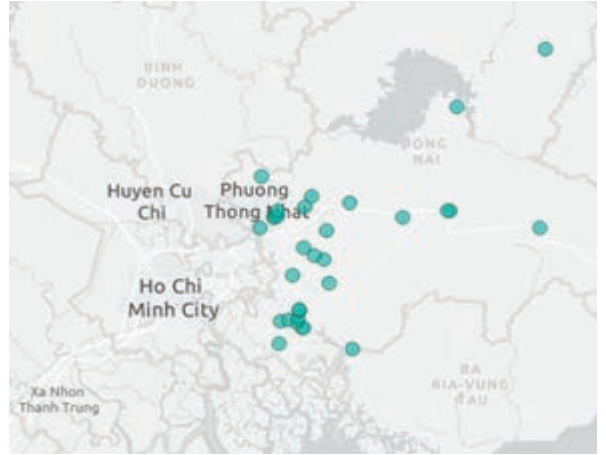 BINH
DUONG
DONG
NAI
Huyen Cu
Chi
Phuong
Thong Nhat
Ho Chi
Minh City
Xa Nhon
Thanh Trung
BA
RIA-VUNG
TAU